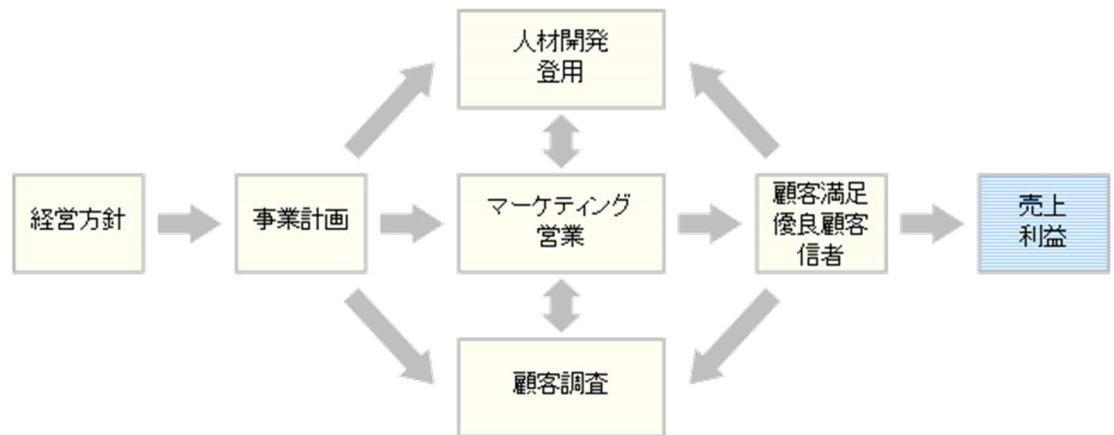 人材開発
登用
経営方針
事業計画
マーケティング
営業
顧客満足
優良顧客
信者
売上
利益
顧客調査